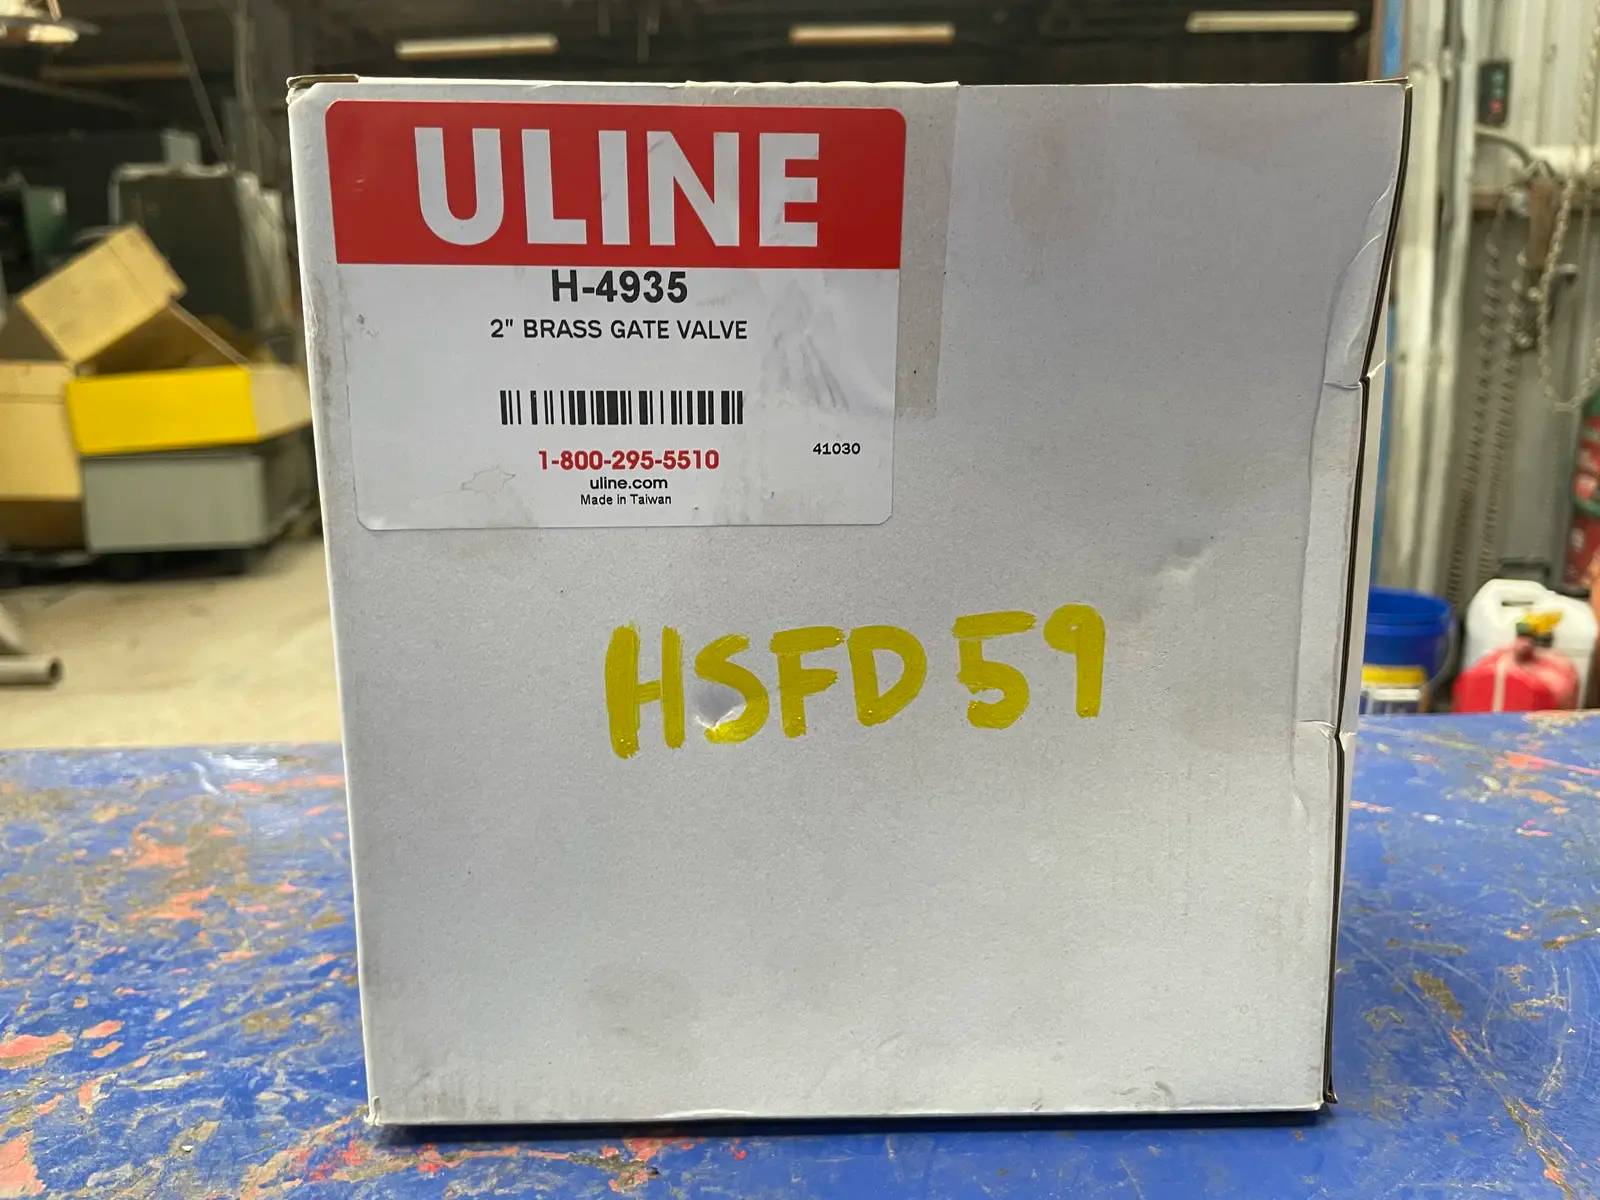 ULINE
H-4935
2" BRASS GATE VALVE
1-800-295-5510
41030
uline.com
Made in Taiwan
HSFD 59